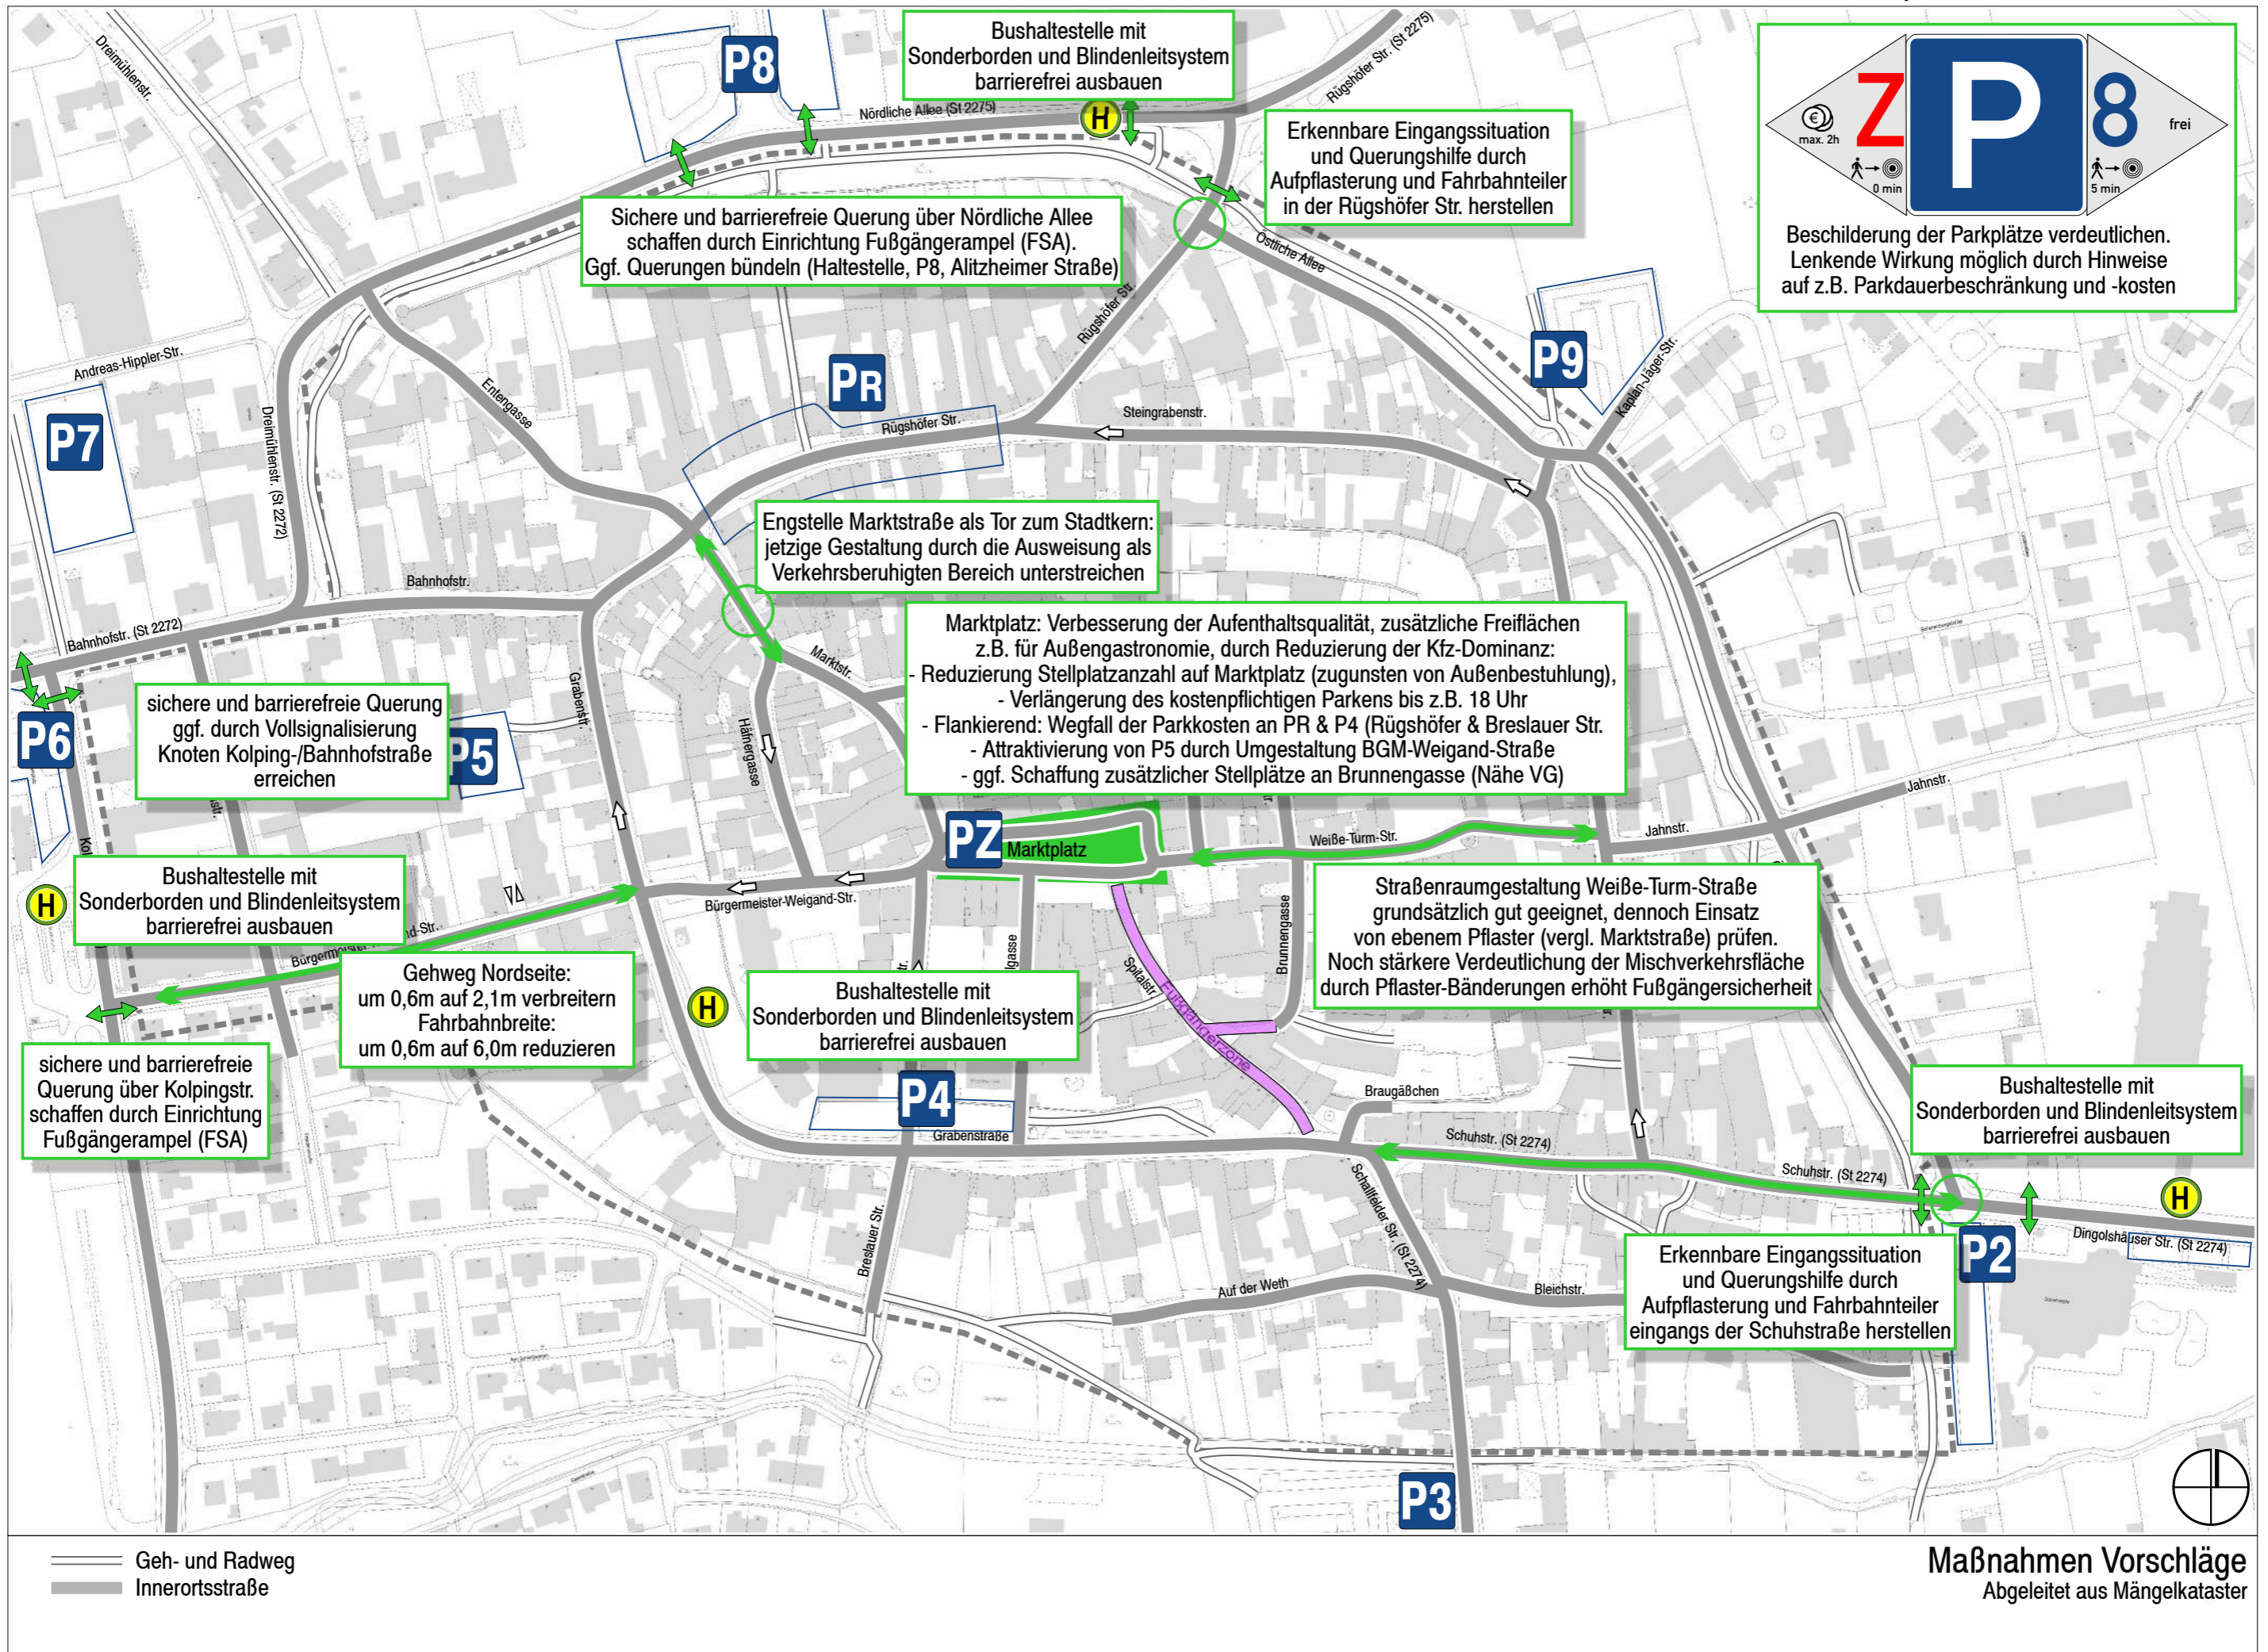 Dreimühlenstr.
P8
Bushaltestelle mit
Sonderborden und Blindenleitsystem
barrierefrei ausbauen
Rügshöfer Str. (St 2275)
Nördliche Allee (St 2275)
H
Z
P
8
max. 2h
frei
0 min
5 min
Beschilderung der Parkplätze verdeutlichen.
Lenkende Wirkung möglich durch Hinweise
auf z.B. Parkdauerbeschränkung und -kosten
Erkennbare Eingangssituation
und Querungshilfe durch
Aufpflasterung und Fahrbahnteiler
in der Rügshöfer Str. herstellen
Sichere und barrierefreie Querung über Nördliche Allee
schaffen durch Einrichtung Fußgängerampel (FSA).
Ggf. Querungen bündeln (Haltestelle, P8, Alitzheimer Straße)
Östliche Allee
Rügshöfer Str.
Andreas-Hippler-Str.
PR
P9
Kaplan-Jäger-Str.
Entengasse
P7
Dreimühlenstr. (St 2272)
Rügshöfer Str.
Steingrabenstr.
Engstelle Marktstraße als Tor zum Stadtkern:
jetzige Gestaltung durch die Ausweisung als
Verkehrsberuhigten Bereich unterstreichen
Bahnhofstr.
Bahnhofstr. (St 2272)
Marktplatz: Verbesserung der Aufenthaltsqualität, zusätzliche Freiflächen
z.B. für Außengastronomie, durch Reduzierung der Kfz-Dominanz:
- Reduzierung Stellplatzanzahl auf Marktplatz (zugunsten von Außenbestuhlung),
- Verlängerung des kostenpflichtigen Parkens bis z.B. 18 Uhr
- Flankierend: Wegfall der Parkkosten an PR & P4 (Rügshöfer & Breslauer Str.
- Attraktivierung von P5 durch Umgestaltung BGM-Weigand-Straße
- ggf. Schaffung zusätzlicher Stellplätze an Brunnengasse (Nähe VG)
Marktstr.
Grabenstr.
Häfnergasse
sichere und barrierefreie Querung
ggf. durch Vollsignalisierung
Knoten Kolping-/Bahnhofstraße
erreichen
P6
P5
Jahnstr.
Jahnstr.
PZ
Marktplatz
Weiße-Turm-Str.
Bushaltestelle mit
Sonderborden und Blindenleitsystem
barrierefrei ausbauen
H
Bürgermeister-Weigand-Str.
Straßenraumgestaltung Weiße-Turm-Straße
grundsätzlich gut geeignet, dennoch Einsatz
von ebenem Pflaster (vergl. Marktstraße) prüfen.
Noch stärkere Verdeutlichung der Mischverkehrsfläche
durch Pflaster-Bänderungen erhöht Fußgängersicherheit
Brunnengasse
Spitalstr.
Fußgängerzone
Gehweg Nordseite:
um 0,6m auf 2,1m verbreitern
Fahrbahnbreite:
um 0,6m auf 6,0m reduzieren
H
Bushaltestelle mit
Sonderborden und Blindenleitsystem
barrierefrei ausbauen
sichere und barrierefreie
Querung über Kolpingstr.
schaffen durch Einrichtung
Fußgängerampel (FSA)
P4
Grabenstraße
Braugäßchen
Bushaltestelle mit
Sonderborden und Blindenleitsystem
barrierefrei ausbauen
Schuhstr. (St 2274)
Schuhstr. (St 2274)
H
Schallfelder Str. (St 2274)
Breslauer Str.
Dingolshäuser Str. (St 2274)
P2
Erkennbare Eingangssituation
und Querungshilfe durch
Aufpflasterung und Fahrbahnteiler
eingangs der Schuhstraße herstellen
Auf der Weth
Bleichstr.
P3
Geh- und Radweg
Innerortsstraße
Maßnahmen Vorschläge
Abgeleitet aus Mängelkataster